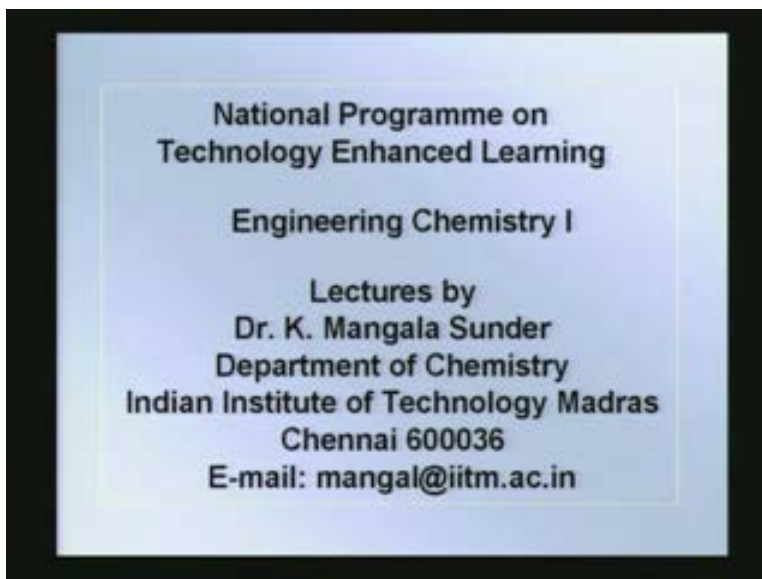 National Programme on
Technology Enhanced Learning
Engineering Chemistry I
Lectures by
Dr. K. Mangala Sunder
Department of Chemistry
Indian Institute of Technology Madras
Chennai 600036
E-mail: mangal@iitm.ac.in